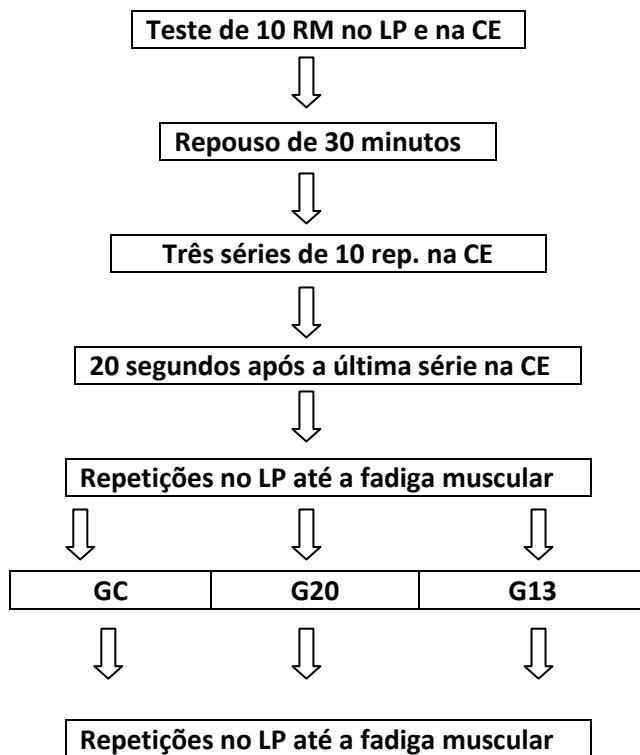 Teste de 10 RM no LP e na CE
Repouso de 30 minutos
Três séries de 10 rep. na CE
20 segundos após a última série na CE
Repetições no LP até a fadiga muscular
GC G20 G13
Repetições no LP até a fadiga muscular